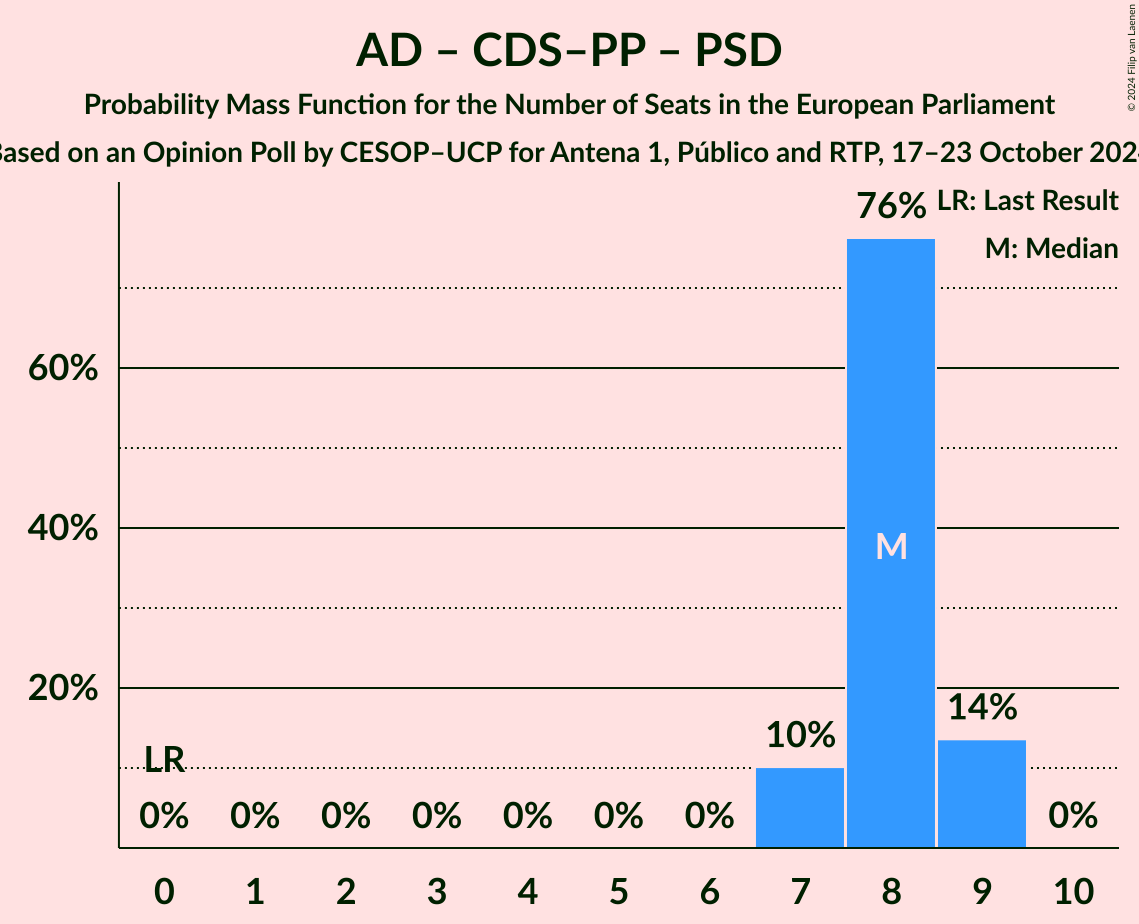 AD – CDS–PP – PSD
Probability Mass Function for the Number of Seats in the European Parliament
Based on an Opinion Poll by CESOP–UCP for Antena 1, Público and RTP, 17–23 October 2024
© 2024 Filip van Laenen
LR: Last Result
M: Median
76%
60%
40%
M
20%
14%
10%
LR
0% 0% 0% 0% 0% 0% 0% 0%
0 1 2 3 4 5 6 7 8 9 10